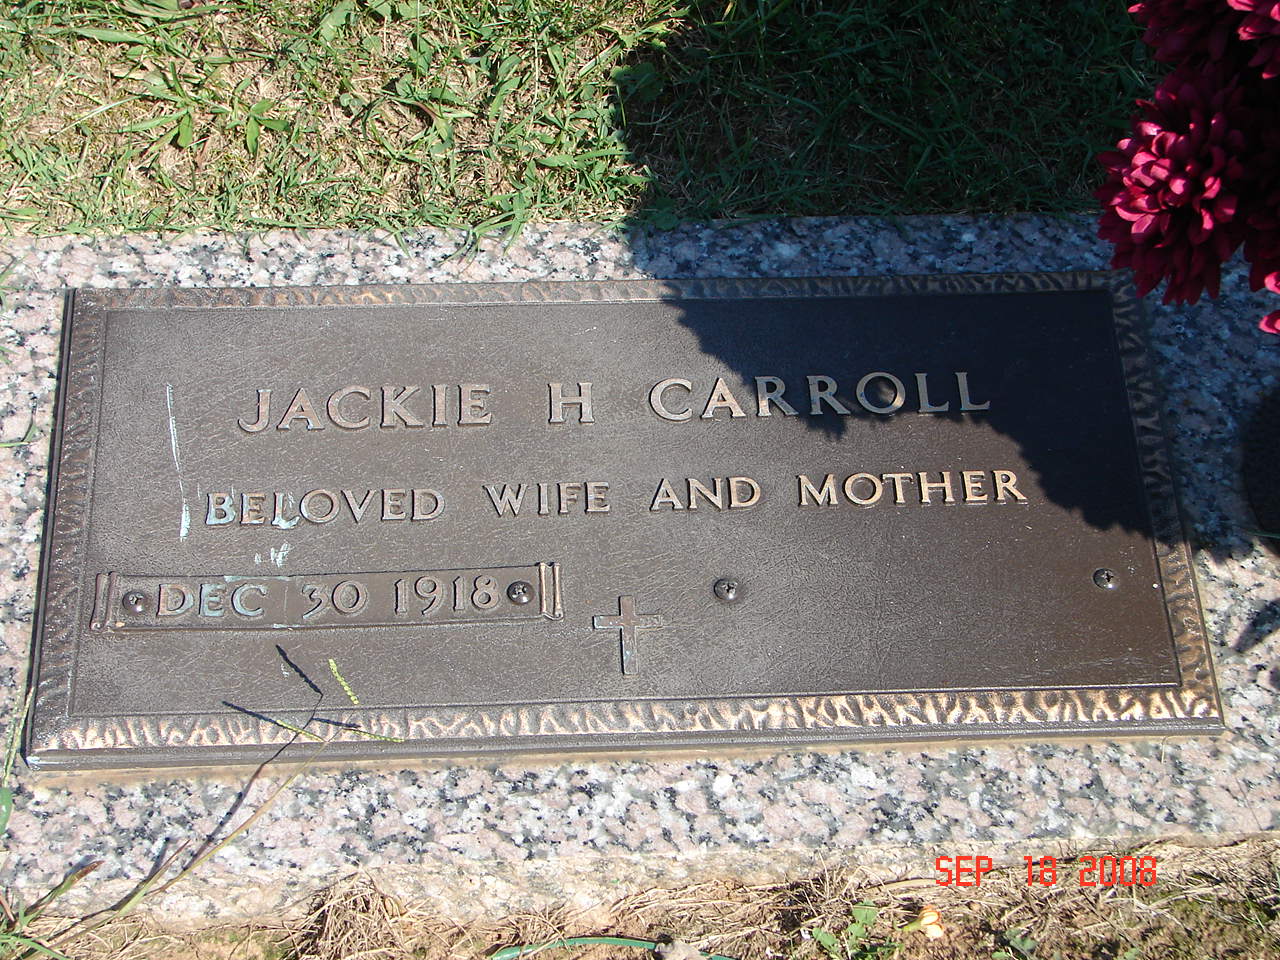 JACKIE H CARROLL
BELOVED WIFE AND MOTHER
DEC 30 1918
SEP 18 2008